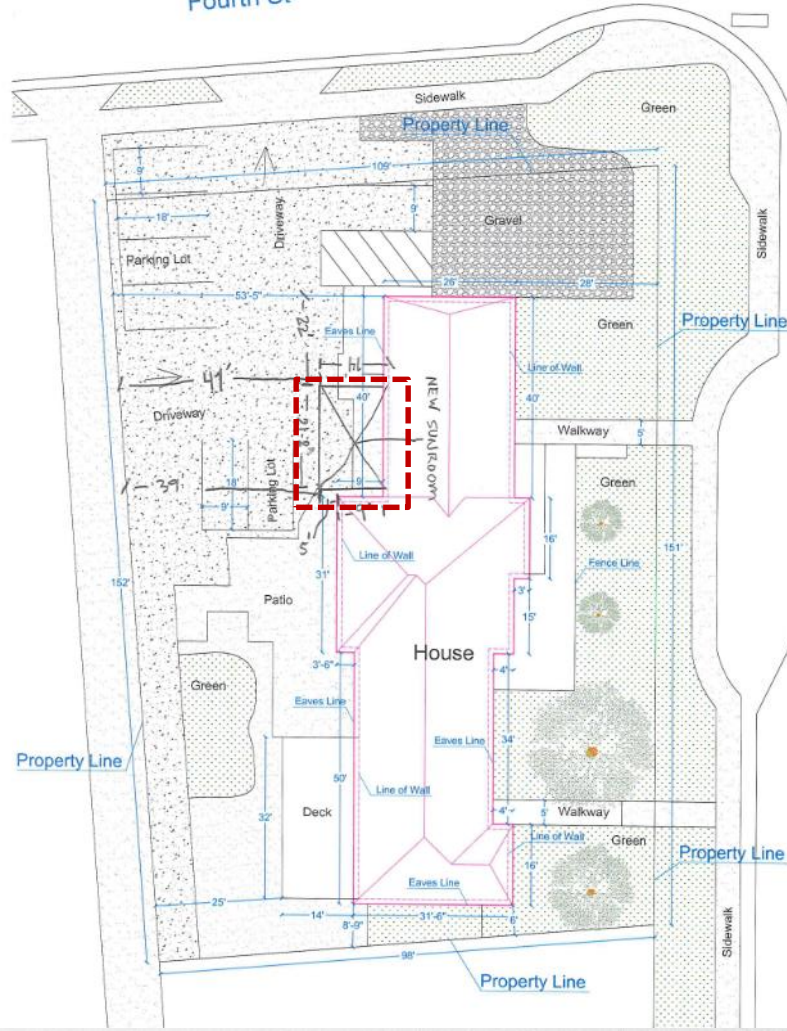 Fourth St
Sidewalk
Green
Property Line
109'
9'
18'
Driveway
9'
Gravel
Sidewalk
Parking Lot
26'
28'
53'-5"
1-22'
Eaves Line
Green
Property Line
14'
Line of Wall
41'
40'
40'
NEW SUNROOM
Driveway
Walkway
5'
1-39'
18'
9'
Parking Lot
9
Green
5'
16'
151'
Line of Wall
Fence Line
31'
152'
3'
Patio
15'
House
3'-6"
4'
Green
Eaves Line
Eaves Line
34'
Property Line
50'
Line of Wall
32'
Deck
4'
5'
Walkway
Line of Wall
Green
Property Line
16'
Eaves Line
25'
14'
31'-6"
6'
8'-9"
Sidewalk
98'
Property Line